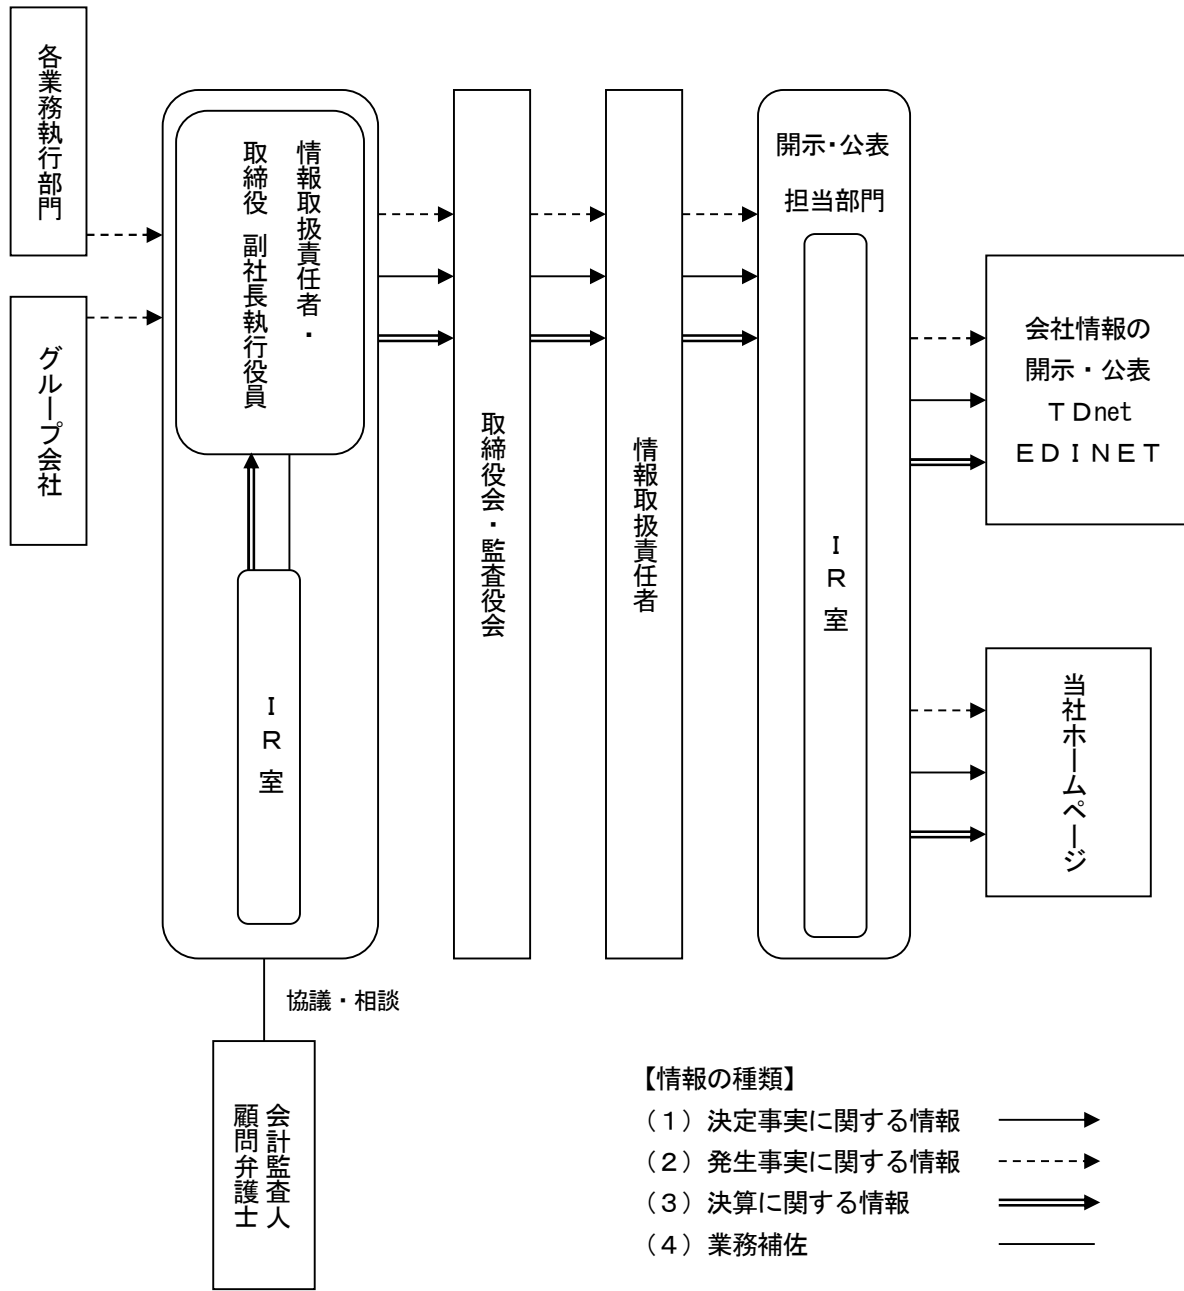 各業務執行部門
グループ会社
情報取扱責任者・
取締役 副社長執行役員
IR室
協議・相談
会計監査人
顧問弁護士
取締役会・監査役会
情報取扱責任者
開示・公表
担当部門
IR室
会社情報の
開示・公表
TDnet
EDINET
当社ホームページ
【情報の種類】
(1)決定事実に関する情報
(2)発生事実に関する情報
(3)決算に関する情報
(4)業務補佐